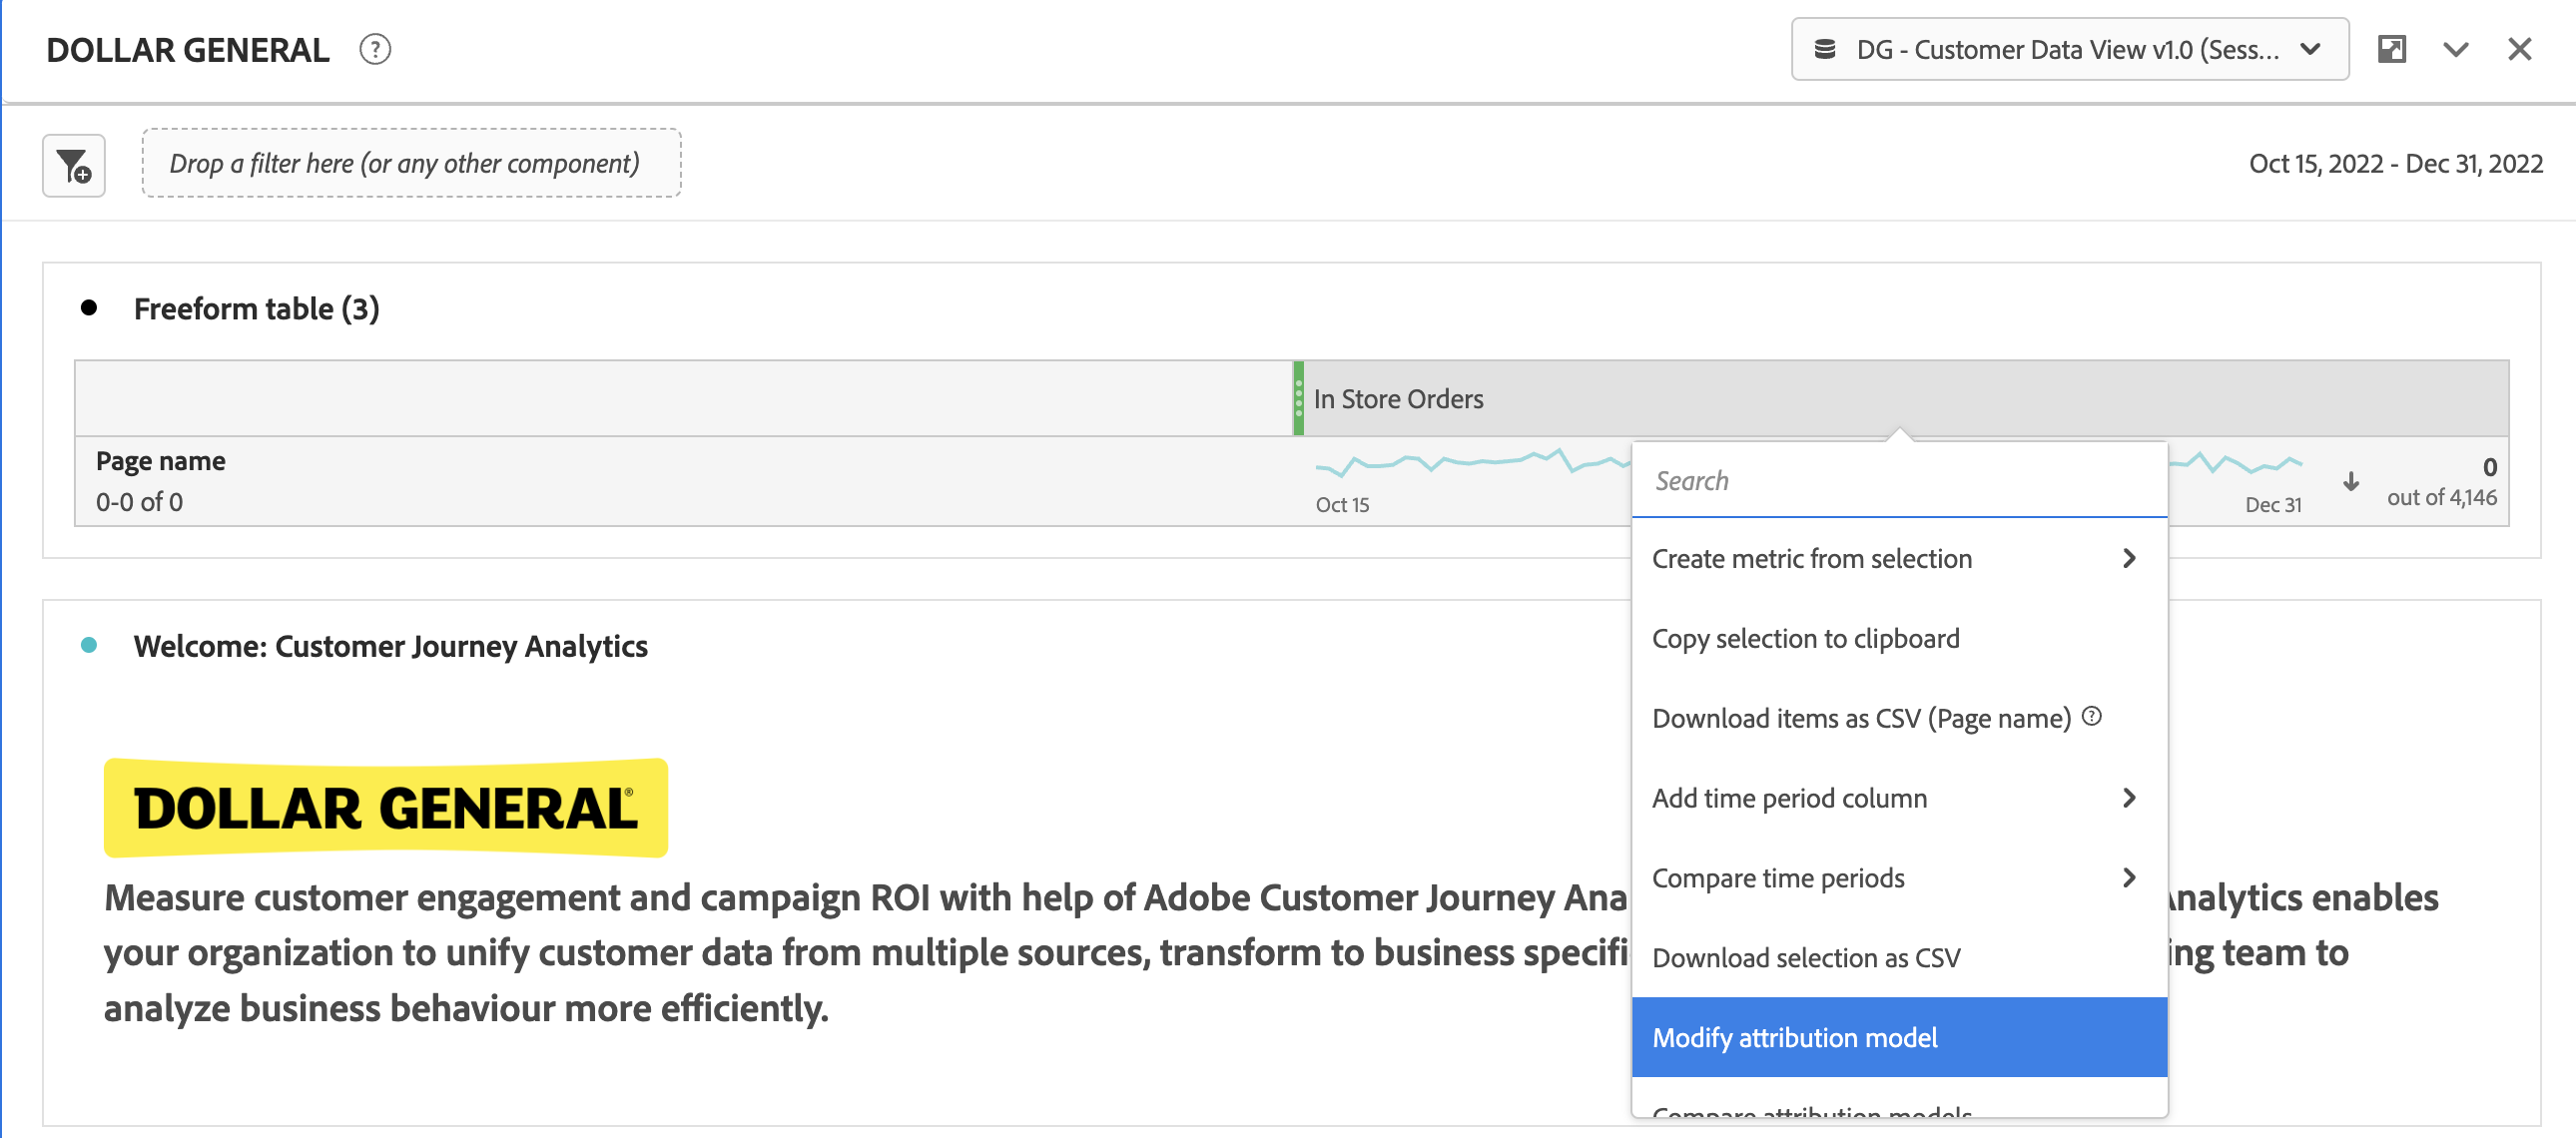 DOLLAR GENERAL ?
DG - Customer Data View v1.0 (Sess...
Drop a filter here (or any other component)
Oct 15, 2022 - Dec 31, 2022
Freeform table (3)
In Store Orders
Page name
0-0 of 0
Oct 15
Dec 31
0
out of 4,146
Search
Create metric from selection
Copy selection to clipboard
Download items as CSV (Page name) ?
Add time period column
Compare time periods
Download selection as CSV
Modify attribution model
Compare attribution models
Welcome: Customer Journey Analytics
DOLLAR GENERAL®
Measure customer engagement and campaign ROI with help of Adobe Customer Journey Ana nalytics enables
your organization to unify customer data from multiple sources, transform to business specifi ing team to
analyze business behaviour more efficiently.